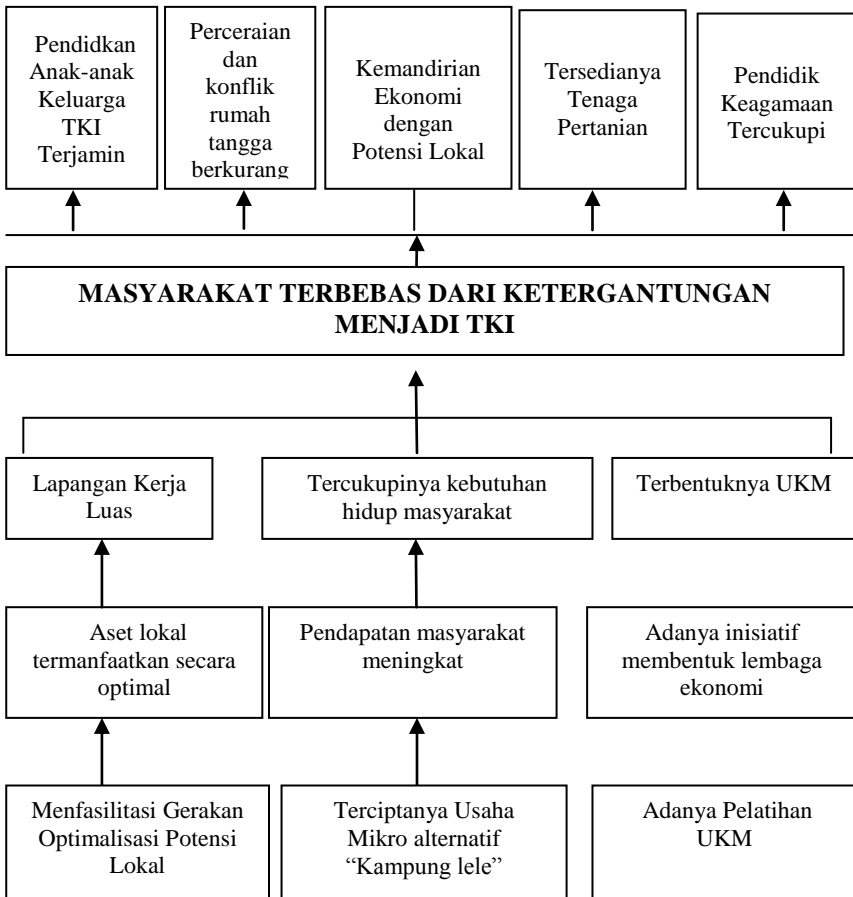 Pendidkan
Anak-anak
Keluarga
TKI
Terjamin
Perceraian
dan
konflik
rumah
tangga
berkurang
Kemandirian
Ekonomi
dengan
Potensi Lokal
Tersedianya
Tenaga
Pertanian
Pendidik
Keagamaan
Tercukupi
MASYARAKAT TERBEBAS DARI KETERGANTUNGAN
MENJADI TKI
Lapangan Kerja
Luas
Tercukupinya kebutuhan
hidup masyarakat
Terbentuknya UKM
Aset lokal
termanfaatkan secara
optimal
Pendapatan masyarakat
meningkat
Adanya inisiatif
membentuk lembaga
ekonomi
Menfasilitasi Gerakan
Optimalisasi Potensi
Lokal
Terciptanya Usaha
Mikro alternatif
“Kampung lele”
Adanya Pelatihan
UKM